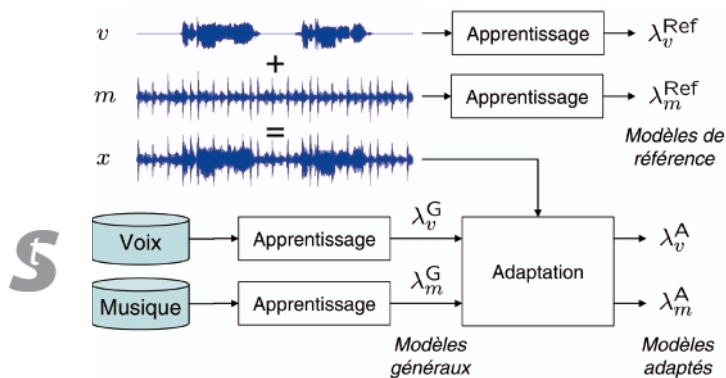 v
Apprentissage
λ_v^Ref
+
m
Apprentissage
λ_m^Ref
=
Modèles de
référence
x
Voix
Apprentissage
λ_v^G
Adaptation
λ_v^A
Musique
Apprentissage
λ_m^G
λ_m^A
Modèles
généraux
Modèles
adaptés
St